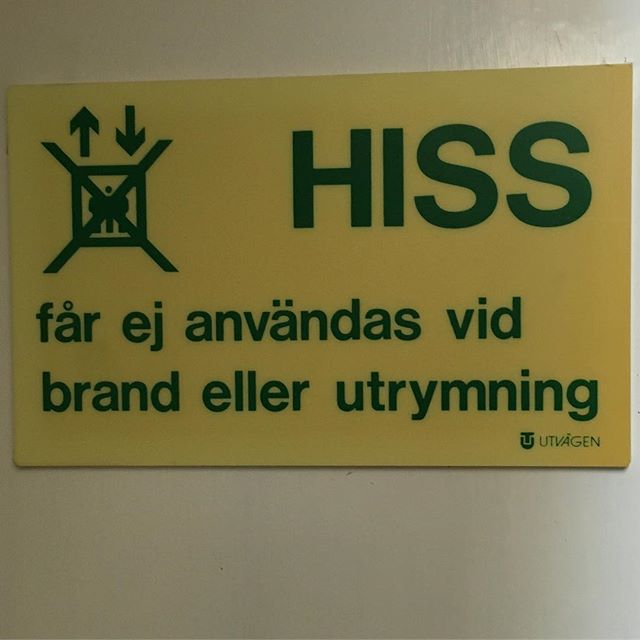 HISS
får ej användas vid
brand eller utrymning
UTVÄGEN